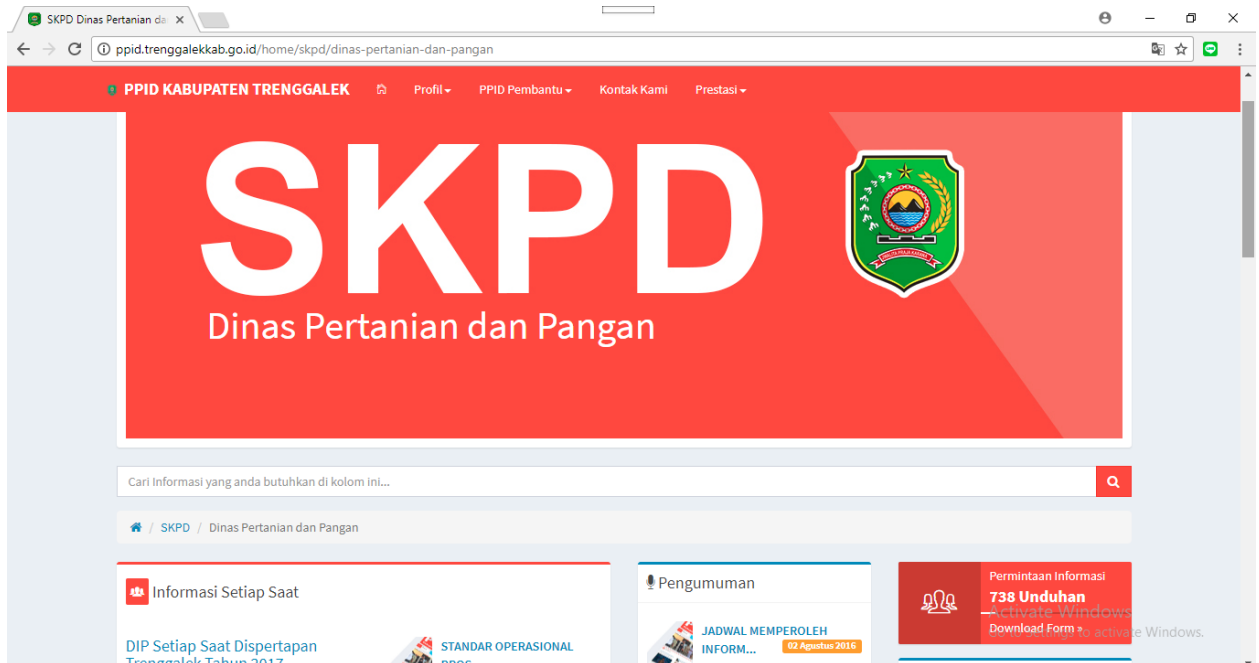 SKPD Dinas Pertanian da
ppid.trenggalekkab.go.id/home/skpd/dinas-pertanian-dan-pangan
PPID KABUPATEN TRENGGALEK Profil PPID Pembantu Kontak Kami Prestasi
SKPD
Dinas Pertanian dan Pangan
Cari Informasi yang anda butuhkan di kolom ini...
/ SKPD / Dinas Pertanian dan Pangan
Informasi Setiap Saat
DIP Setiap Saat Dispertapan
Trenggalek Tahun 2017
STANDAR OPERASIONAL
PROS...
Pengumuman
JADWAL MEMPEROLEH
INFORM... 02 Agustus 2016
Permintaan Informasi
738 Unduhan
Download Form »
Activate Windows
Go to Settings to activate Windows.